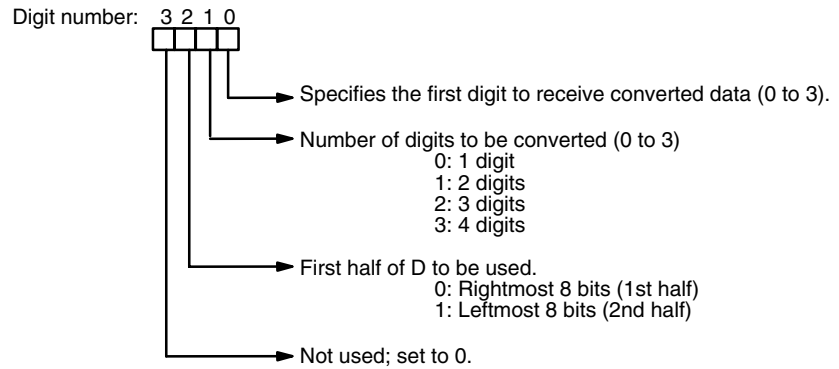 Digit number: 3 2 1 0
Specifies the first digit to receive converted data (0 to 3).
Number of digits to be converted (0 to 3)
0: 1 digit
1: 2 digits
2: 3 digits
3: 4 digits
First half of D to be used.
0: Rightmost 8 bits (1st half)
1: Leftmost 8 bits (2nd half)
Not used; set to 0.